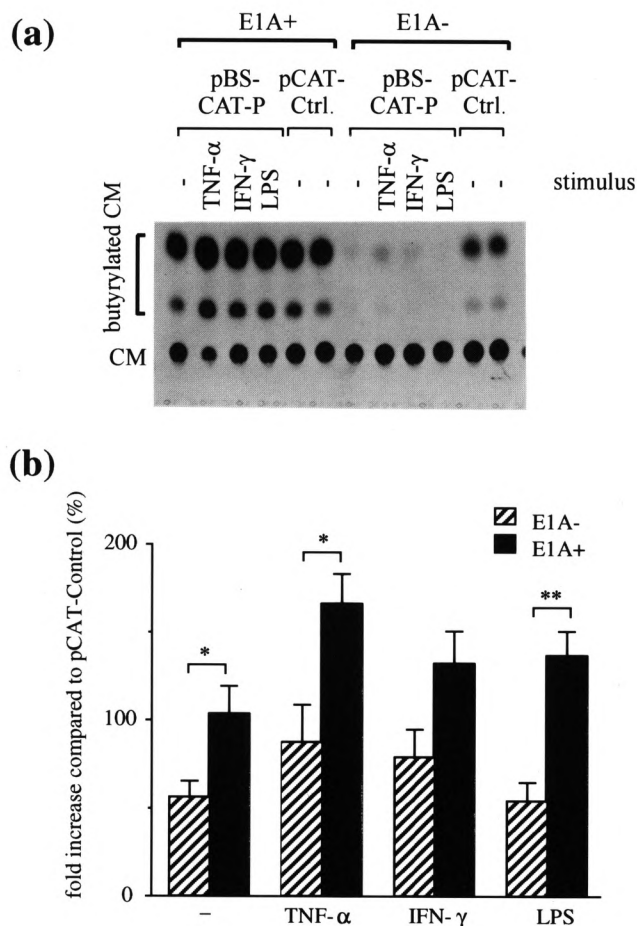 (a)
E1A+ E1A-
pBS- pCAT- pBS- pCAT-
CAT-P Ctrl. CAT-P Ctrl.
- TNF-α IFN-γ LPS - - - TNF-α IFN-γ LPS - - stimulus
butyrylated CM
CM
(b)
fold increase compared to pCAT-Control (%)
E1A-
E1A+
200
100
0
* * **
– TNF-α IFN-γ LPS